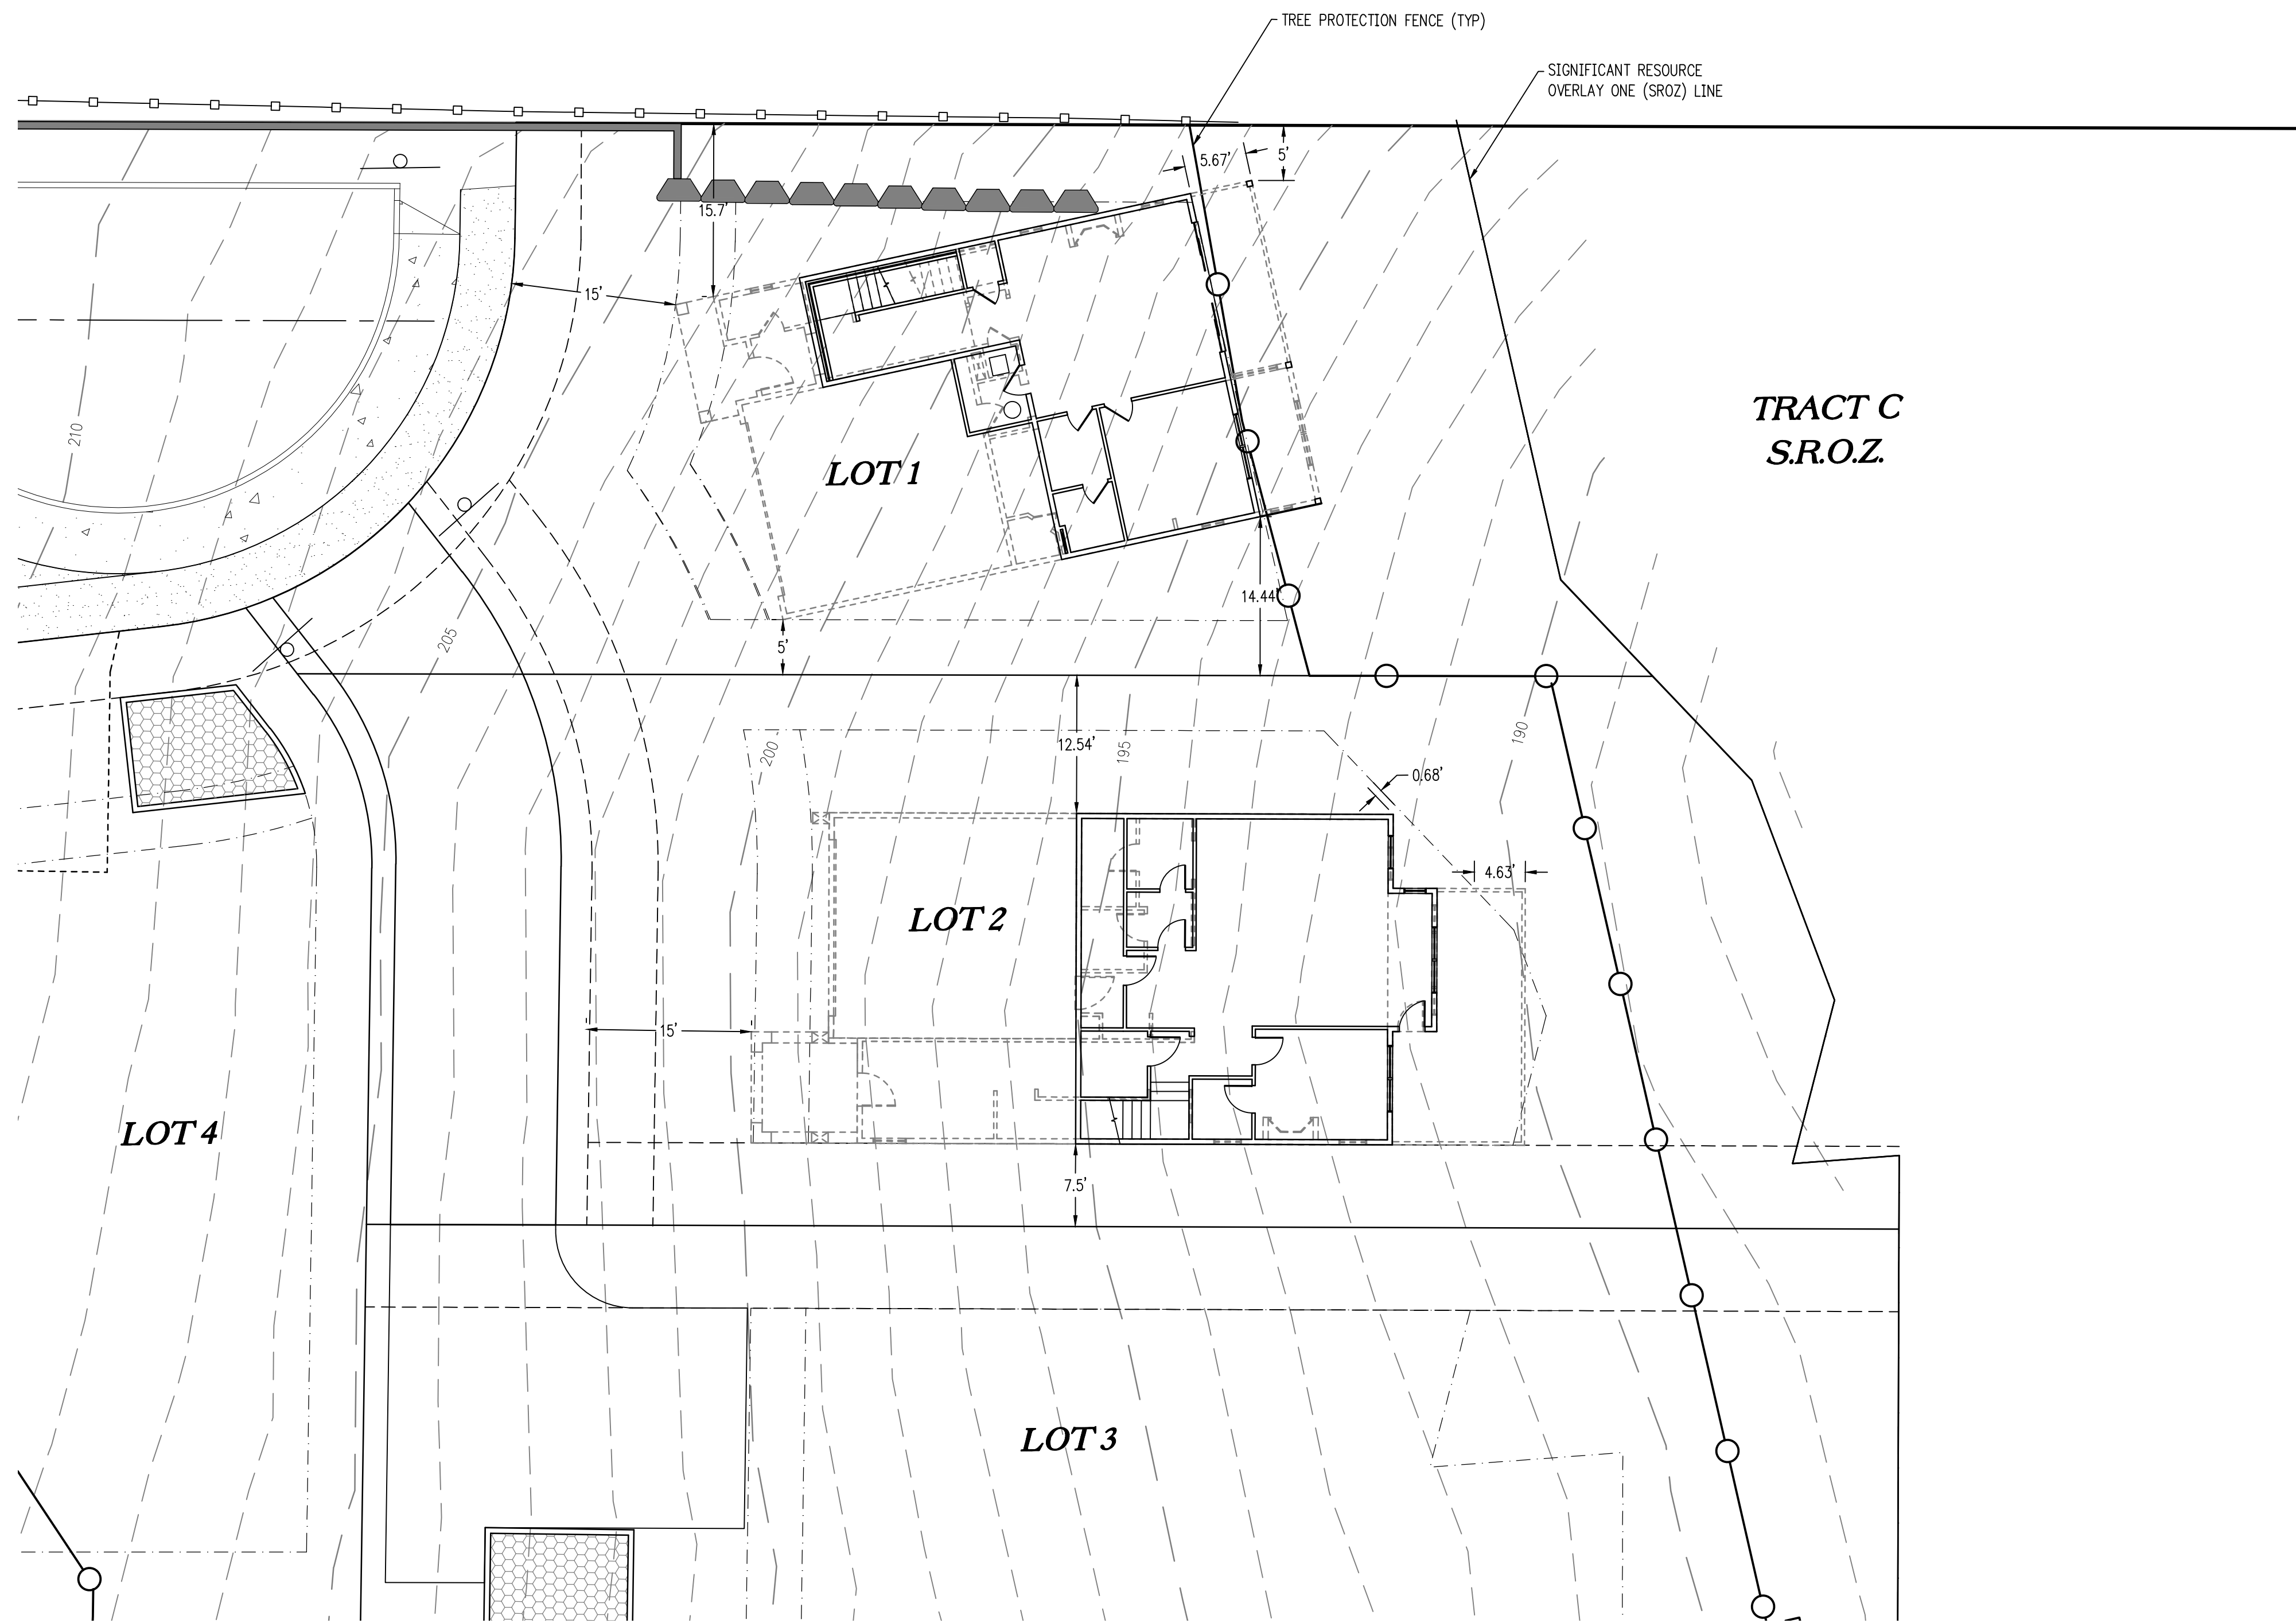 TREE PROTECTION FENCE (TYP)
SIGNIFICANT RESOURCE
OVERLAY ONE (SROZ) LINE
5.67'
5'
15.7'
15'
TRACT C
S.R.O.Z.
210
LOT 1
14.44'
205
5'
12.54'
200
195
190
0.68'
4.63'
LOT 2
15'
LOT 4
7.5'
LOT 3